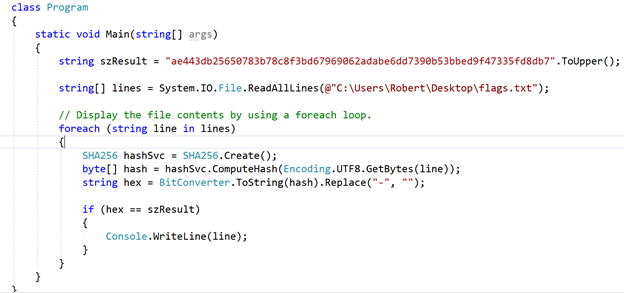 class Program
{
static void Main(string[] args)
{
string szResult = "ae443db25650783b78c8f3bd67969062adabe6dd7390b53bbed9f47335fd8db7".ToUpper();
string[] lines = System.IO.File.ReadAllLines(@"C:\Users\Robert\Desktop\flags.txt");
// Display the file contents by using a foreach loop.
foreach (string line in lines)
{
SHA256 hashSvc = SHA256.Create();
byte[] hash = hashSvc.ComputeHash(Encoding.UTF8.GetBytes(line));
string hex = BitConverter.ToString(hash).Replace("-", "");
if (hex == szResult)
{
Console.WriteLine(line);
}
}
}
}